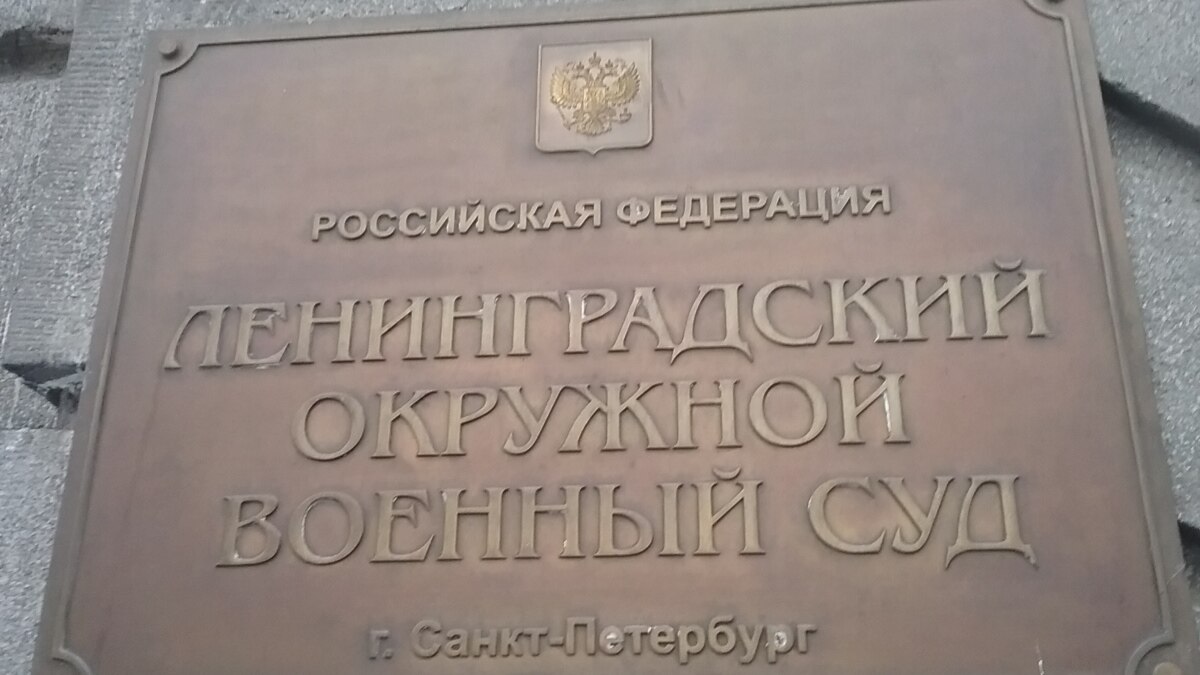 РОССИЙСКАЯ ФЕДЕРАЦИЯ
ЛЕНИНГРАДСКИЙ
ОКРУЖНОЙ
ВОЕННЫЙ СУД
г. Санкт-Петербург